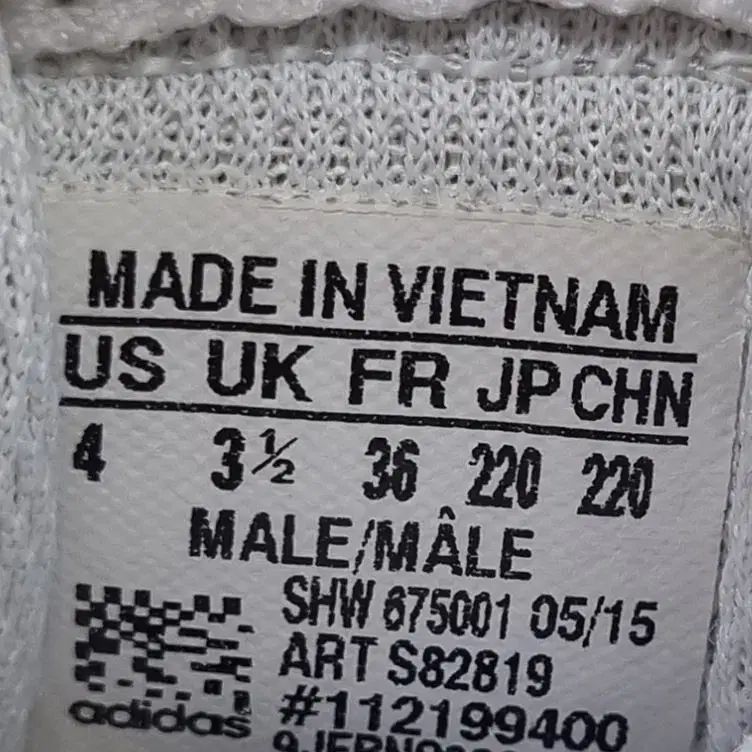 MADE IN VIETNAM
US UK FR JP CHN
4 3½ 36 220 220
MALE/MÂLE
SHW 675001 05/15
ART S82819
adidas #112199400